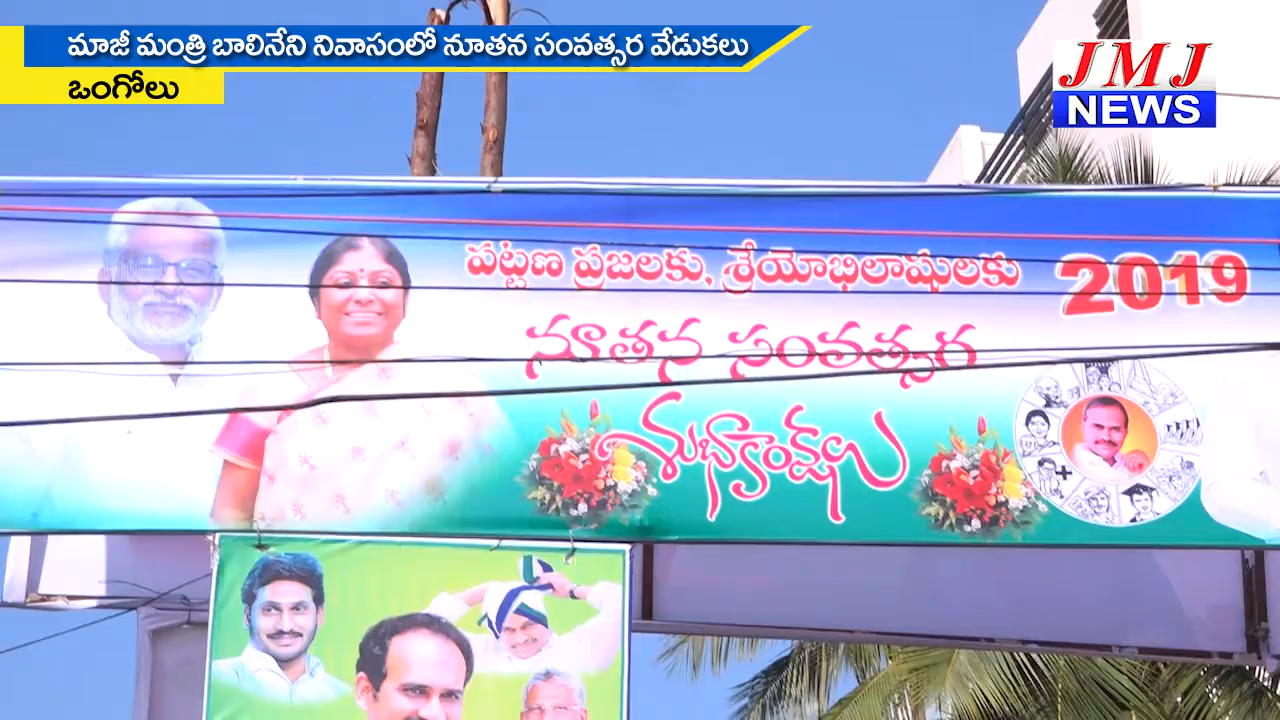 మాజీ మంత్రి బాలినేని నివాసంలో నూతన సంవత్సర వేడుకలు
ఒంగోలు
JMJ
NEWS
పట్టణ ప్రజలకు, శ్రేయోభిలాషులకు
2019
నూతన సంవత్సర
శుభాకాంక్షలు